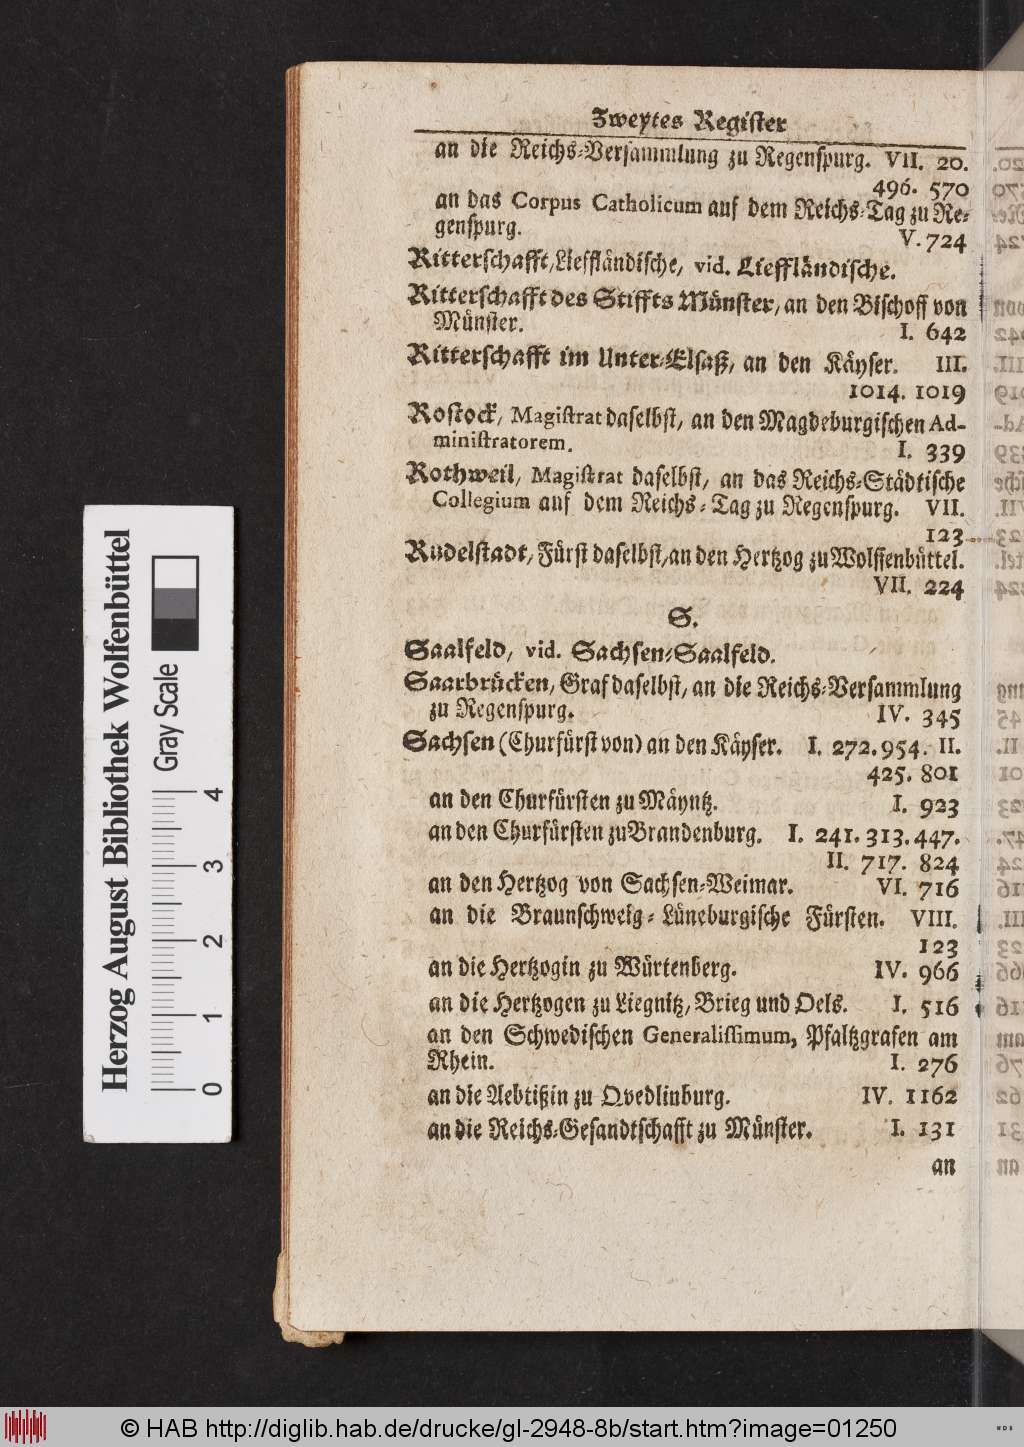 Zweytes Register
an die Reichs-Versammlung zu Regenspurg. VII. 20.
496. 570
an das Corpus Catholicum auf dem Reichs-Tag zu Re-
genspurg. V. 724
Ritterschafft, Lieffländische, vid. Lieffländische.
Ritterschafft des Stiffts Münster, an den Bischoff von
Münster. I. 642
Ritterschafft im Unter-Elsaß, an den Käyser. III.
1014. 1019
Rostock, Magistrat daselbst, an den Magdeburgischen Ad-
ministratorem. I. 339
Rothweil, Magistrat daselbst, an das Reichs-Städtische
Collegium auf dem Reichs-Tag zu Regenspurg. VII.
123
Rudelstadt, Fürst daselbst, an den Hertzog zu Wolffenbüttel.
VII. 224
S.
Saalfeld, vid. Sachsen-Saalfeld.
Saarbrücken, Graf daselbst, an die Reichs-Versammlung
zu Regenspurg. IV. 345
Sachsen (Churfürst von) an den Käyser. I. 272. 954. II.
425. 801
an den Churfürsten zu Mäyntz. I. 923
an den Churfürsten zu Brandenburg. I. 241. 313. 447.
II. 717. 824
an den Hertzog von Sachsen-Weimar. VI. 716
an die Braunschweig-Lüneburgische Fürsten. VIII.
123
an die Hertzogin zu Würtenberg. IV. 966
an die Hertzogen zu Liegnitz, Brieg und Oels. I. 516
an den Schwedischen Generalissimum, Pfaltzgrafen am
Rhein. I. 276
an die Aebtißin zu Qvedlinburg. IV. 1162
an die Reichs-Gesandtschafft zu Münster. I. 131
an
Herzog August Bibliothek Wolfenbüttel
Gray Scale
0 1 2 3 4
© HAB http://diglib.hab.de/drucke/gl-2948-8b/start.htm?image=01250